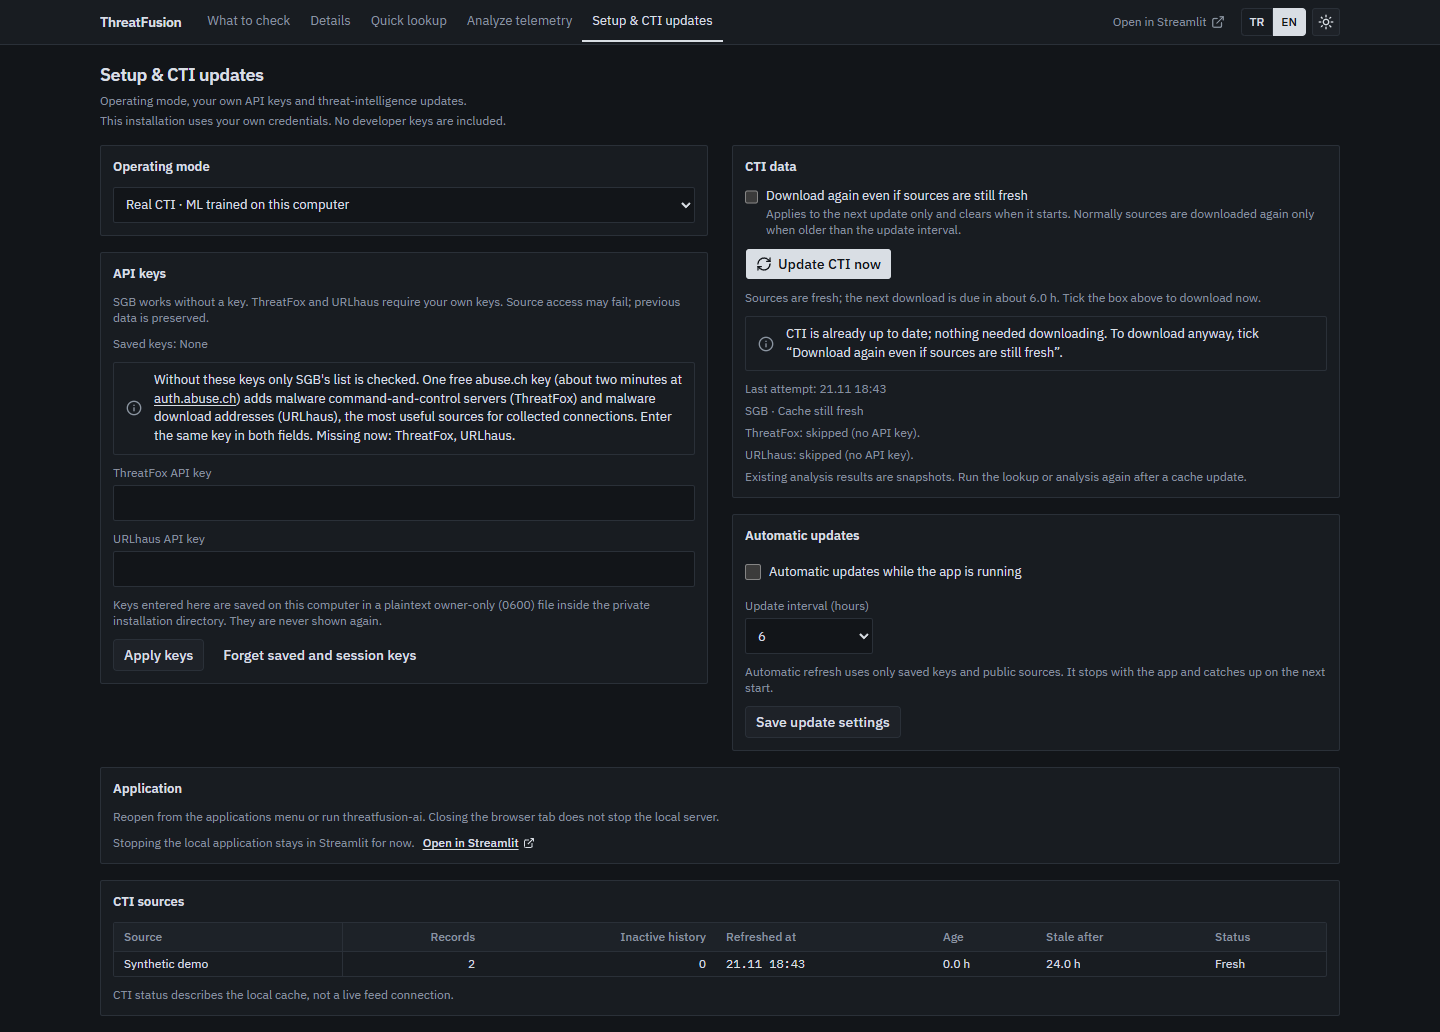 ThreatFusion
What to check
Details
Quick lookup
Analyze telemetry
Setup & CTI updates
Open in Streamlit
TR
EN
Setup & CTI updates
Operating mode, your own API keys and threat-intelligence updates.
This installation uses your own credentials. No developer keys are included.
Operating mode
Real CTI · ML trained on this computer
API keys
SGB works without a key. ThreatFox and URLhaus require your own keys. Source access may fail; previous
data is preserved.
Saved keys: None
Without these keys only SGB's list is checked. One free abuse.ch key (about two minutes at
auth.abuse.ch) adds malware command-and-control servers (ThreatFox) and malware
download addresses (URLhaus), the most useful sources for collected connections. Enter
the same key in both fields. Missing now: ThreatFox, URLhaus.
ThreatFox API key
URLhaus API key
Keys entered here are saved on this computer in a plaintext owner-only (0600) file inside the private
installation directory. They are never shown again.
Apply keys
Forget saved and session keys
CTI data
Download again even if sources are still fresh
Applies to the next update only and clears when it starts. Normally sources are downloaded again only
when older than the update interval.
Update CTI now
Sources are fresh; the next download is due in about 6.0 h. Tick the box above to download now.
CTI is already up to date; nothing needed downloading. To download anyway, tick
“Download again even if sources are still fresh”.
Last attempt: 21.11 18:43
SGB · Cache still fresh
ThreatFox: skipped (no API key).
URLhaus: skipped (no API key).
Existing analysis results are snapshots. Run the lookup or analysis again after a cache update.
Automatic updates
Automatic updates while the app is running
Update interval (hours)
6
Automatic refresh uses only saved keys and public sources. It stops with the app and catches up on the next
start.
Save update settings
Application
Reopen from the applications menu or run threatfusion-ai. Closing the browser tab does not stop the local server.
Stopping the local application stays in Streamlit for now. Open in Streamlit
CTI sources
Source Records Inactive history Refreshed at Age Stale after Status
Synthetic demo 2 0 21.11 18:43 0.0 h 24.0 h Fresh
CTI status describes the local cache, not a live feed connection.